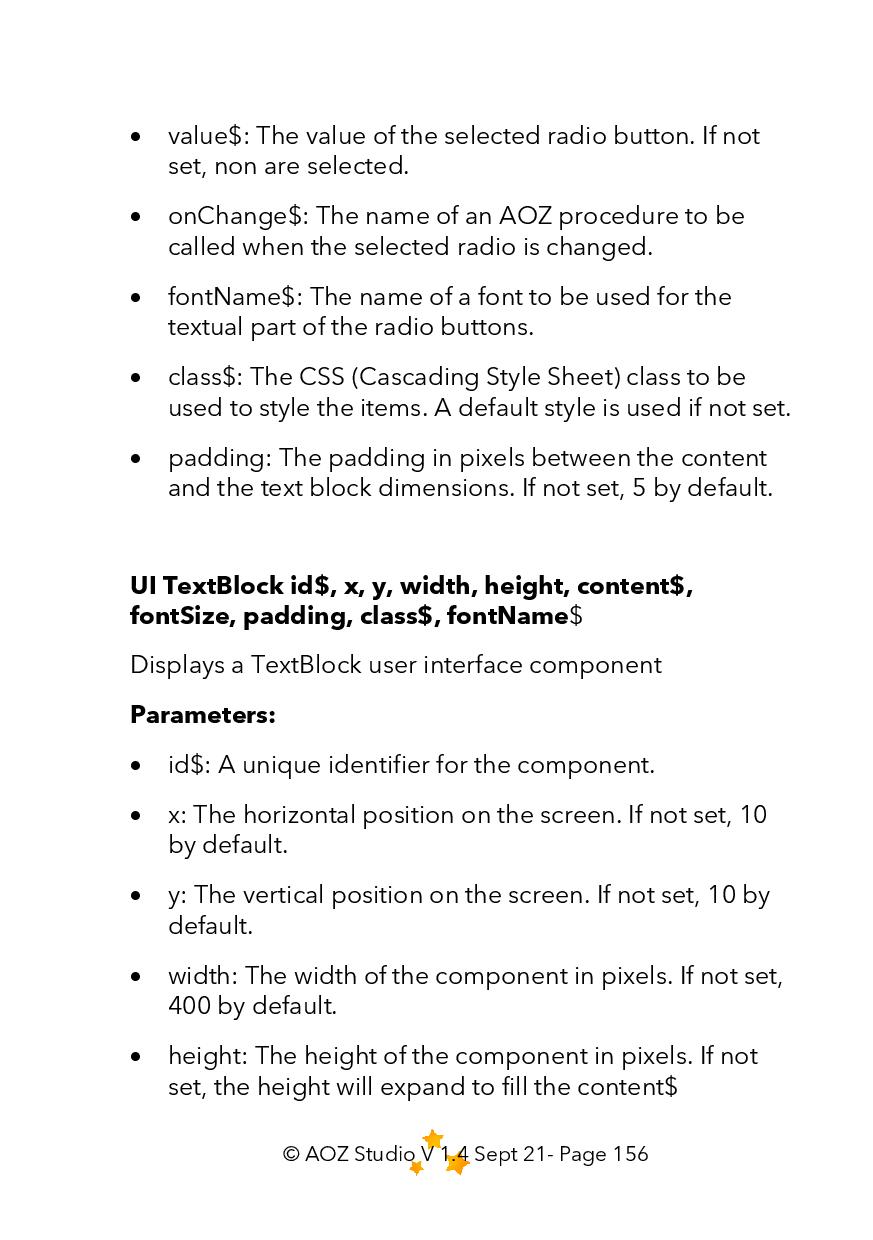 • value$: The value of the selected radio button. If not
set, non are selected.
• onChange$: The name of an AOZ procedure to be
called when the selected radio is changed.
• fontName$: The name of a font to be used for the
textual part of the radio buttons.
• class$: The CSS (Cascading Style Sheet) class to be
used to style the items. A default style is used if not set.
• padding: The padding in pixels between the content
and the text block dimensions. If not set, 5 by default.
UI TextBlock id$, x, y, width, height, content$,
fontSize, padding, class$, fontName$
Displays a TextBlock user interface component
Parameters:
• id$: A unique identifier for the component.
• x: The horizontal position on the screen. If not set, 10
by default.
• y: The vertical position on the screen. If not set, 10 by
default.
• width: The width of the component in pixels. If not set,
400 by default.
• height: The height of the component in pixels. If not
set, the height will expand to fill the content$
© AOZ Studio V 1.4 Sept 21- Page 156